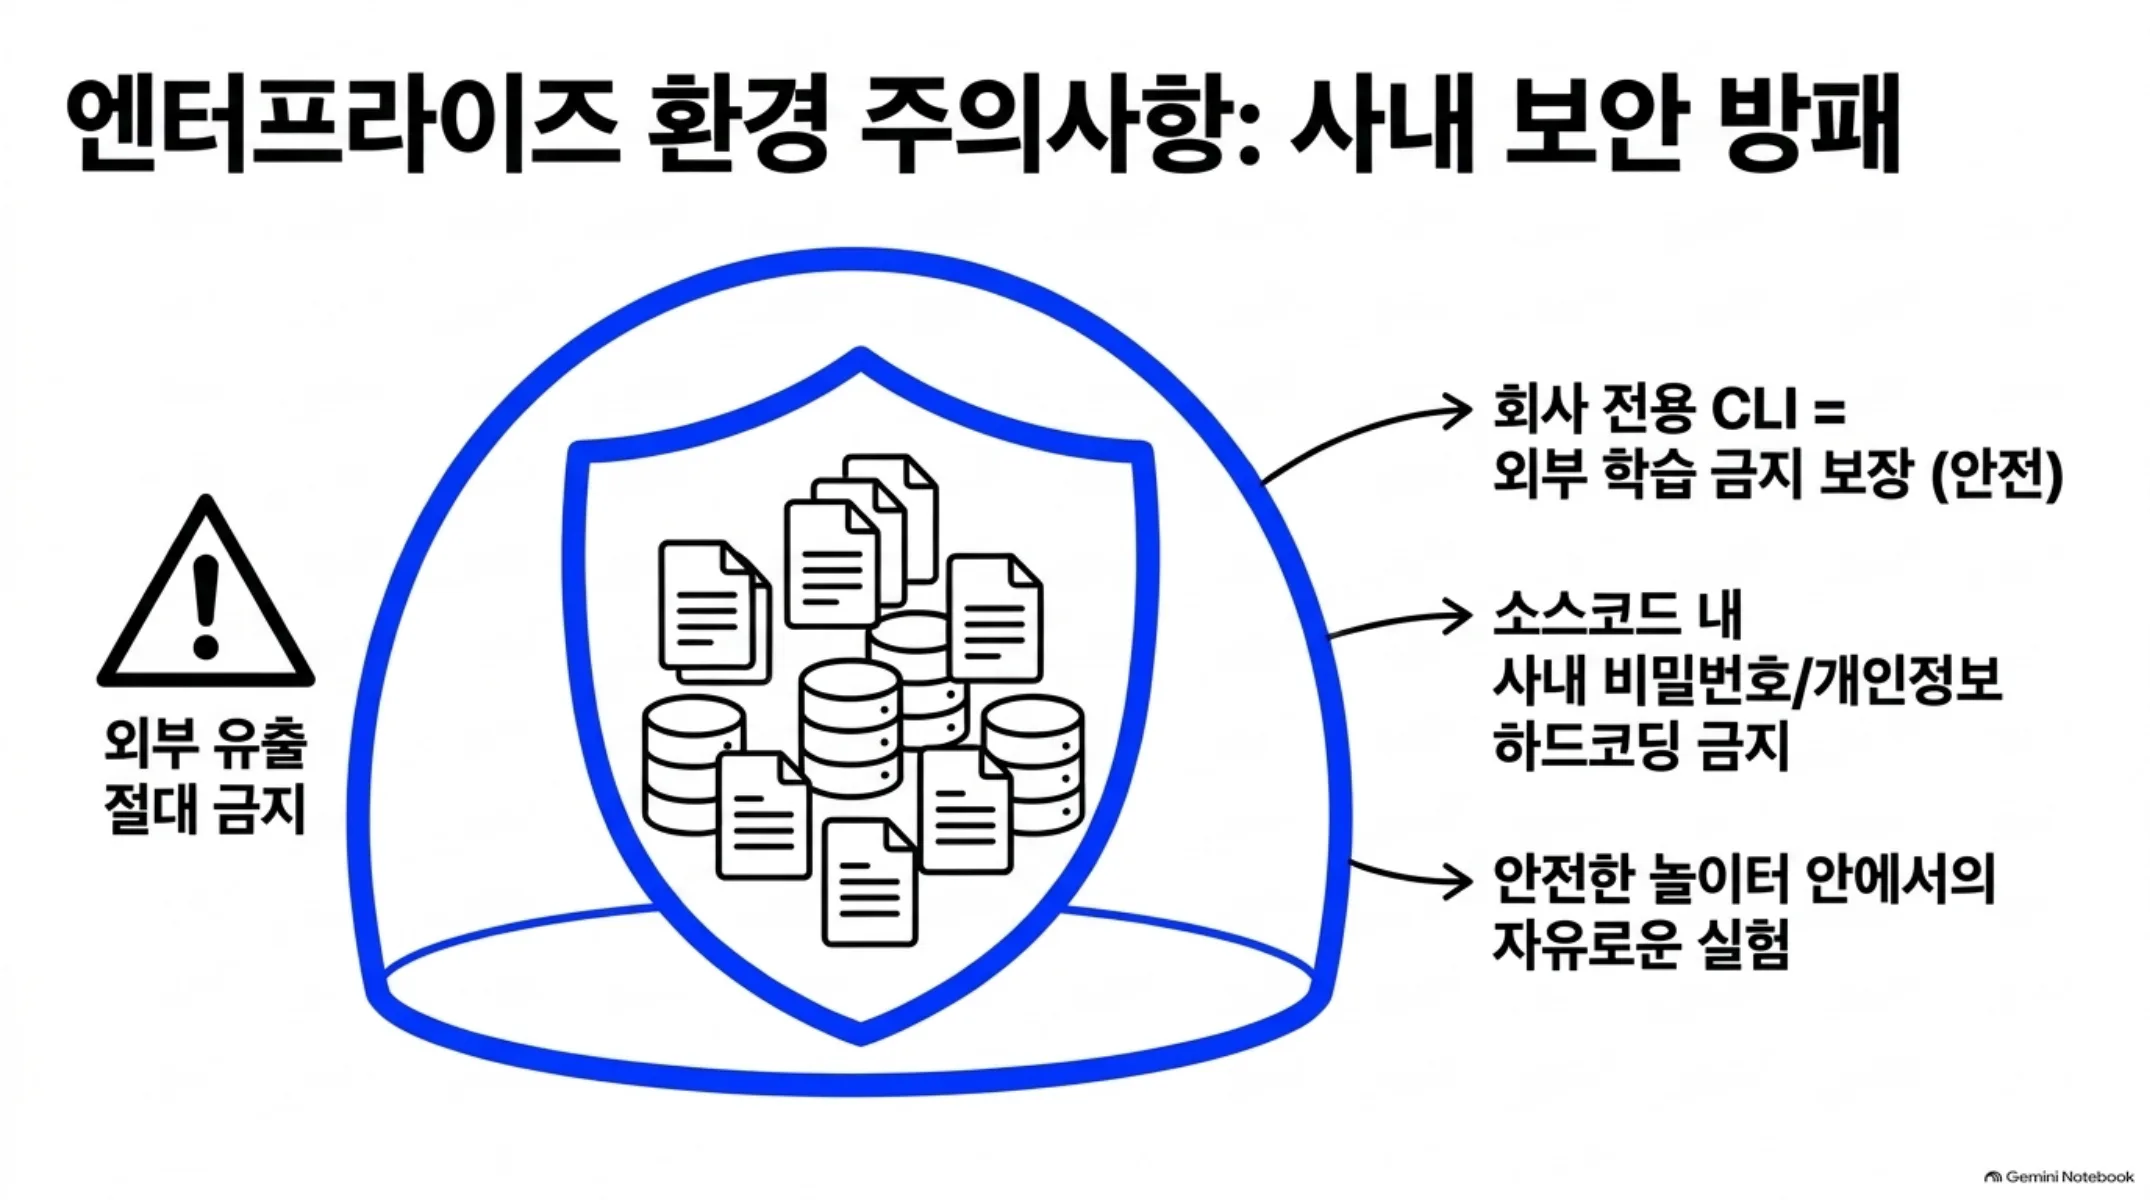 엔터프라이즈 환경 주의사항: 사내 보안 방패
외부 유출
절대 금지
회사 전용 CLI =
외부 학습 금지 보장 (안전)
소스코드 내
사내 비밀번호/개인정보
하드코딩 금지
안전한 놀이터 안에서의
자유로운 실험
Gemini Notebook